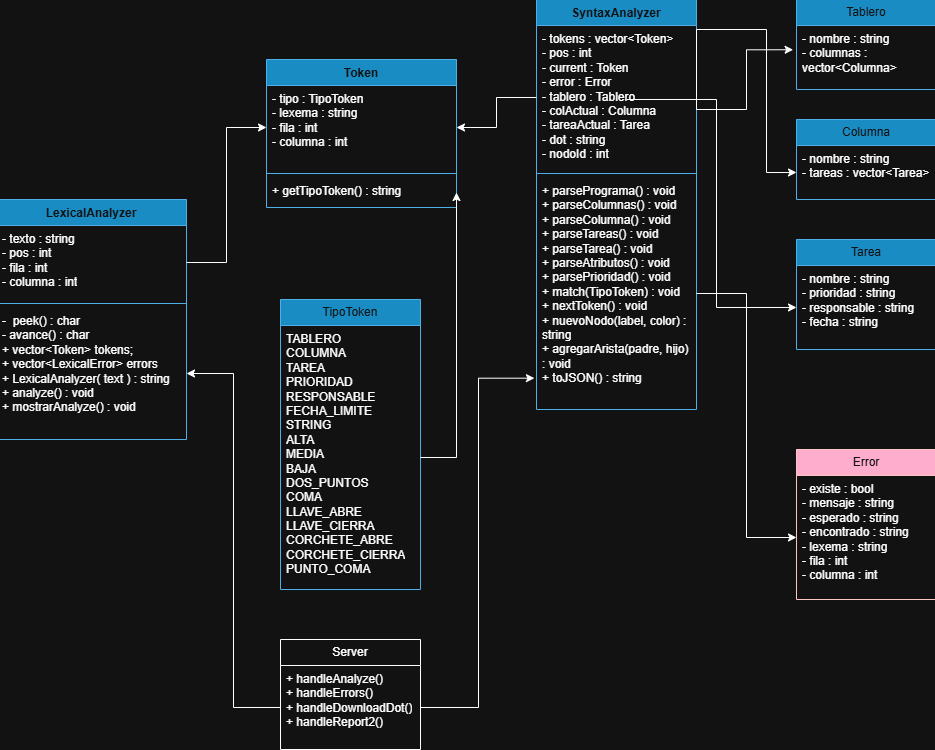 SyntaxAnalyzer
- tokens : vector<Token>
- pos : int
- current : Token
- error : Error
- tablero : Tablero
- colActual : Columna
- tareaActual : Tarea
- dot : string
- nodoId : int
+ parsePrograma() : void
+ parseColumnas() : void
+ parseColumna() : void
+ parseTareas() : void
+ parseTarea() : void
+ parseAtributos() : void
+ parsePrioridad() : void
+ match(TipoToken) : void
+ nextToken() : void
+ nuevoNodo(label, color) :
string
+ agregarArista(padre, hijo)
: void
+ toJSON() : string
Tablero
- nombre : string
- columnas :
vector<Columna>
Token
- tipo : TipoToken
- lexema : string
- fila : int
- columna : int
+ getTipoToken() : string
Columna
- nombre : string
- tareas : vector<Tarea>
LexicalAnalyzer
- texto : string
- pos : int
- fila : int
- columna : int
-  peek() : char
- avance() : char
+ vector<Token> tokens;
+ vector<LexicalError> errors
+ LexicalAnalyzer( text ) : string
+ analyze() : void
+ mostrarAnalyze() : void
Tarea
- nombre : string
- prioridad : string
- responsable : string
- fecha : string
TipoToken
TABLERO
COLUMNA
TAREA
PRIORIDAD
RESPONSABLE
FECHA_LIMITE
STRING
ALTA
MEDIA
BAJA
DOS_PUNTOS
COMA
LLAVE_ABRE
LLAVE_CIERRA
CORCHETE_ABRE
CORCHETE_CIERRA
PUNTO_COMA
Error
- existe : bool
- mensaje : string
- esperado : string
- encontrado : string
- lexema : string
- fila : int
- columna : int
Server
+ handleAnalyze()
+ handleErrors()
+ handleDownloadDot()
+ handleReport2()